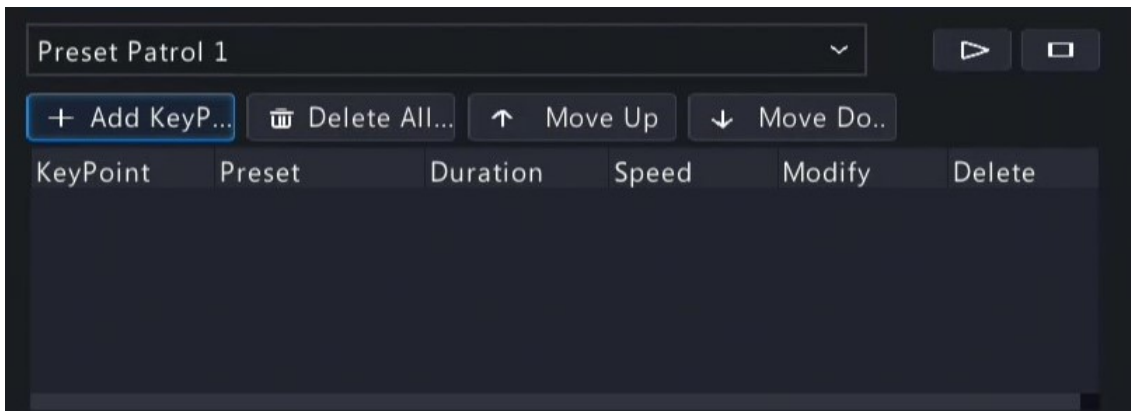 Preset Patrol 1
Add KeyP... Delete All... Move Up Move Do..
KeyPoint Preset Duration Speed Modify Delete